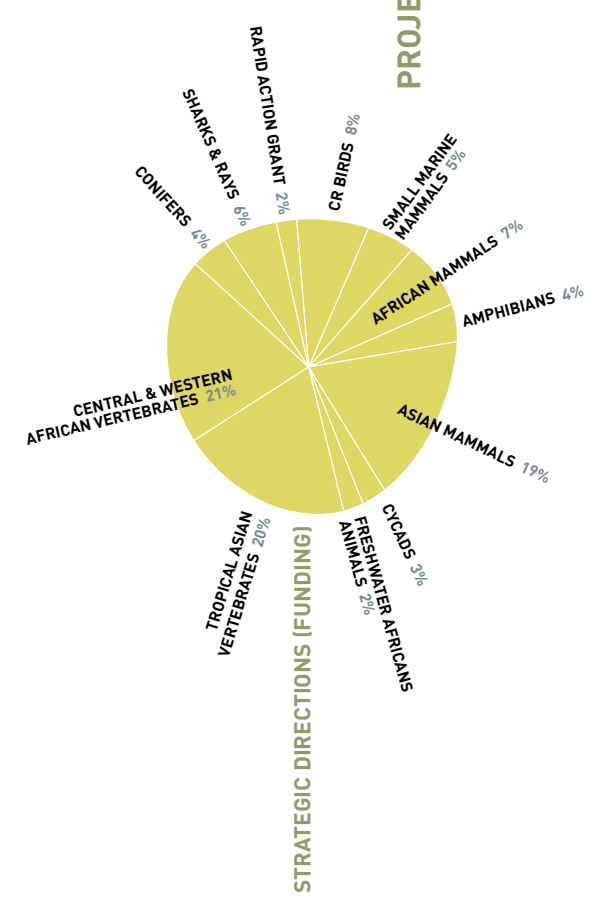 PROJE
RAPID ACTION GRANT 2%
CR BIRDS 8%
SMALL MARINE
MAMMALS 5%
AFRICAN MAMMALS 7%
AMPHIBIANS 4%
ASIAN MAMMALS 19%
CYCADS 3%
FRESHWATER AFRICANS
ANIMALS 2%
TROPICAL ASIAN
VERTEBRATES 20%
CENTRAL & WESTERN
AFRICAN VERTEBRATES 21%
CONIFERS 4%
SHARKS & RAYS 6%
STRATEGIC DIRECTIONS (FUNDING)